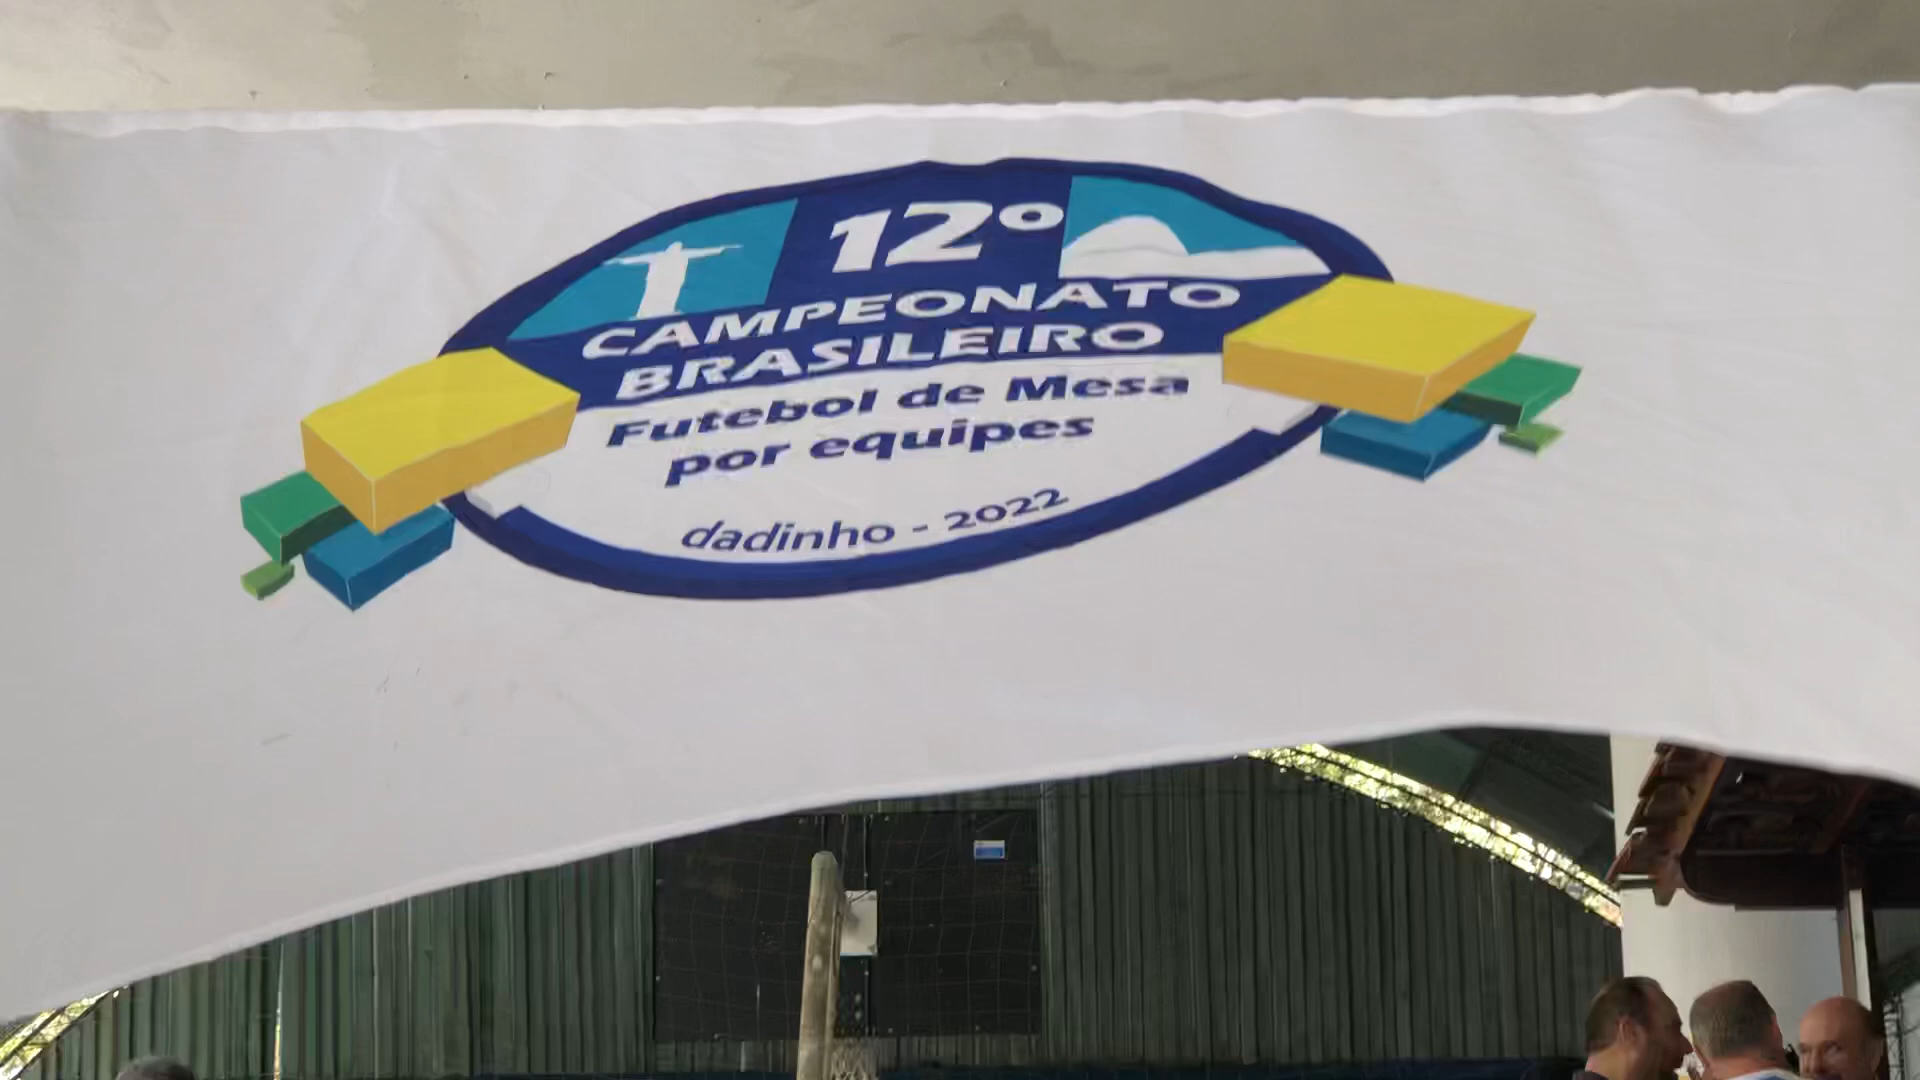 12º
CAMPEONATO
BRASILEIRO
Futebol de Mesa
por equipes
dadinho - 2022